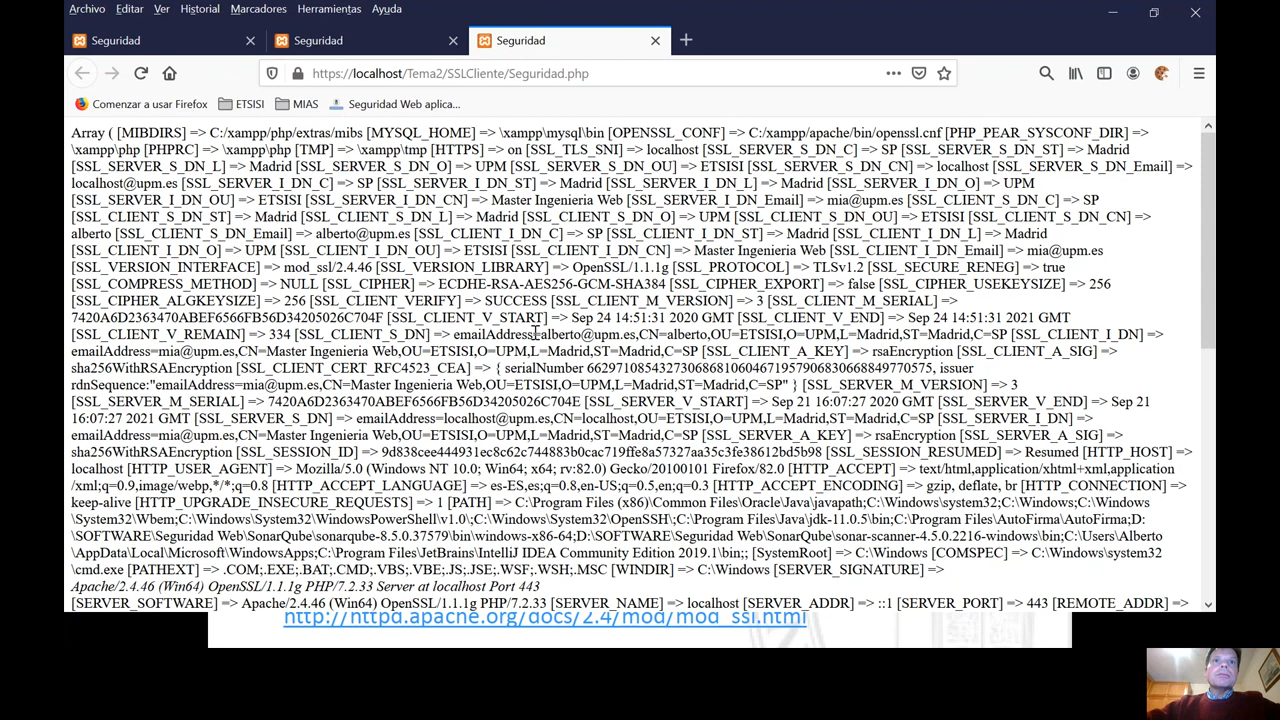 Archivo Editar Ver Historial Marcadores Herramientas Ayuda
Seguridad Seguridad Seguridad
https://localhost/Tema2/SSLCliente/Seguridad.php
Comenzar a usar Firefox ETSISI MIAS Seguridad Web aplica...
Array ( [MIBDIRS] => C:/xampp/php/extras/mibs [MYSQL_HOME] => \xampp\mysql\bin [OPENSSL_CONF] => C:/xampp/apache/bin/openssl.cnf [PHP_PEAR_SYSCONF_DIR] =>
\xampp\php [PHPRC] => \xampp\php [TMP] => \xampp\tmp [HTTPS] => on [SSL_TLS_SNI] => localhost [SSL_SERVER_S_DN_C] => SP [SSL_SERVER_S_DN_ST] => Madrid
[SSL_SERVER_S_DN_L] => Madrid [SSL_SERVER_S_DN_O] => UPM [SSL_SERVER_S_DN_OU] => ETSISI [SSL_SERVER_S_DN_CN] => localhost [SSL_SERVER_S_DN_Email] =>
localhost@upm.es [SSL_SERVER_I_DN_C] => SP [SSL_SERVER_I_DN_ST] => Madrid [SSL_SERVER_I_DN_L] => Madrid [SSL_SERVER_I_DN_O] => UPM
[SSL_SERVER_I_DN_OU] => ETSISI [SSL_SERVER_I_DN_CN] => Master Ingenieria Web [SSL_SERVER_I_DN_Email] => mia@upm.es [SSL_CLIENT_S_DN_C] => SP
[SSL_CLIENT_S_DN_ST] => Madrid [SSL_CLIENT_S_DN_L] => Madrid [SSL_CLIENT_S_DN_O] => UPM [SSL_CLIENT_S_DN_OU] => ETSISI [SSL_CLIENT_S_DN_CN] =>
alberto [SSL_CLIENT_S_DN_Email] => alberto@upm.es [SSL_CLIENT_I_DN_C] => SP [SSL_CLIENT_I_DN_ST] => Madrid [SSL_CLIENT_I_DN_L] => Madrid
[SSL_CLIENT_I_DN_O] => UPM [SSL_CLIENT_I_DN_OU] => ETSISI [SSL_CLIENT_I_DN_CN] => Master Ingenieria Web [SSL_CLIENT_I_DN_Email] => mia@upm.es
[SSL_VERSION_INTERFACE] => mod_ssl/2.4.46 [SSL_VERSION_LIBRARY] => OpenSSL/1.1.1g [SSL_PROTOCOL] => TLSv1.2 [SSL_SECURE_RENEG] => true
[SSL_COMPRESS_METHOD] => NULL [SSL_CIPHER] => ECDHE-RSA-AES256-GCM-SHA384 [SSL_CIPHER_EXPORT] => false [SSL_CIPHER_USEKEYSIZE] => 256
[SSL_CIPHER_ALGKEYSIZE] => 256 [SSL_CLIENT_VERIFY] => SUCCESS [SSL_CLIENT_M_VERSION] => 3 [SSL_CLIENT_M_SERIAL] =>
7420A6D2363470ABEF6566FB56D34205026C704F [SSL_CLIENT_V_START] => Sep 24 14:51:31 2020 GMT [SSL_CLIENT_V_END] => Sep 24 14:51:31 2021 GMT
[SSL_CLIENT_V_REMAIN] => 334 [SSL_CLIENT_S_DN] => emailAddress=alberto@upm.es,CN=alberto,OU=ETSISI,O=UPM,L=Madrid,ST=Madrid,C=SP [SSL_CLIENT_I_DN] =>
emailAddress=mia@upm.es,CN=Master Ingenieria Web,OU=ETSISI,O=UPM,L=Madrid,ST=Madrid,C=SP [SSL_CLIENT_A_KEY] => rsaEncryption [SSL_CLIENT_A_SIG] =>
sha256WithRSAEncryption [SSL_CLIENT_CERT_RFC4523_CEA] => { serialNumber 662971085432730686810604671957906830668849770575, issuer
rdnSequence:"emailAddress=mia@upm.es,CN=Master Ingenieria Web,OU=ETSISI,O=UPM,L=Madrid,ST=Madrid,C=SP" } [SSL_SERVER_M_VERSION] => 3
[SSL_SERVER_M_SERIAL] => 7420A6D2363470ABEF6566FB56D34205026C704E [SSL_SERVER_V_START] => Sep 21 16:07:27 2020 GMT [SSL_SERVER_V_END] => Sep 21
16:07:27 2021 GMT [SSL_SERVER_S_DN] => emailAddress=localhost@upm.es,CN=localhost,OU=ETSISI,O=UPM,L=Madrid,ST=Madrid,C=SP [SSL_SERVER_I_DN] =>
emailAddress=mia@upm.es,CN=Master Ingenieria Web,OU=ETSISI,O=UPM,L=Madrid,ST=Madrid,C=SP [SSL_SERVER_A_KEY] => rsaEncryption [SSL_SERVER_A_SIG] =>
sha256WithRSAEncryption [SSL_SESSION_ID] => 9d838cee444931ec8c62c744883b0cac719ffe8a57327aa35c3fe38612bd5b98 [SSL_SESSION_RESUMED] => Resumed [HTTP_HOST] =>
localhost [HTTP_USER_AGENT] => Mozilla/5.0 (Windows NT 10.0; Win64; x64; rv:82.0) Gecko/20100101 Firefox/82.0 [HTTP_ACCEPT] => text/html,application/xhtml+xml,application
/xml;q=0.9,image/webp,*/*;q=0.8 [HTTP_ACCEPT_LANGUAGE] => es-ES,es;q=0.8,en-US;q=0.5,en;q=0.3 [HTTP_ACCEPT_ENCODING] => gzip, deflate, br [HTTP_CONNECTION] =>
keep-alive [HTTP_UPGRADE_INSECURE_REQUESTS] => 1 [PATH] => C:\Program Files (x86)\Common Files\Oracle\Java\javapath;C:\Windows\system32;C:\Windows;C:\Windows
\System32\Wbem;C:\Windows\System32\WindowsPowerShell\v1.0\;C:\Windows\System32\OpenSSH\;C:\Program Files\Java\jdk-11.0.5\bin;C:\Program Files\AutoFirma\AutoFirma;D:
\SOFTWARE\Seguridad Web\SonarQube\sonarqube-8.5.0.37579\bin\windows-x86-64;D:\SOFTWARE\Seguridad Web\SonarQube\sonar-scanner-4.5.0.2216-windows\bin;C:\Users\Alberto
\AppData\Local\Microsoft\WindowsApps;C:\Program Files\JetBrains\IntelliJ IDEA Community Edition 2019.1\bin;; [SystemRoot] => C:\Windows [COMSPEC] => C:\Windows\system32
\cmd.exe [PATHEXT] => .COM;.EXE;.BAT;.CMD;.VBS;.VBE;.JS;.JSE;.WSF;.WSH;.MSC [WINDIR] => C:\Windows [SERVER_SIGNATURE] =>
Apache/2.4.46 (Win64) OpenSSL/1.1.1g PHP/7.2.33 Server at localhost Port 443
[SERVER_SOFTWARE] => Apache/2.4.46 (Win64) OpenSSL/1.1.1g PHP/7.2.33 [SERVER_NAME] => localhost [SERVER_ADDR] => ::1 [SERVER_PORT] => 443 [REMOTE_ADDR] =>
http://httpd.apache.org/docs/2.4/mod/mod_ssl.html